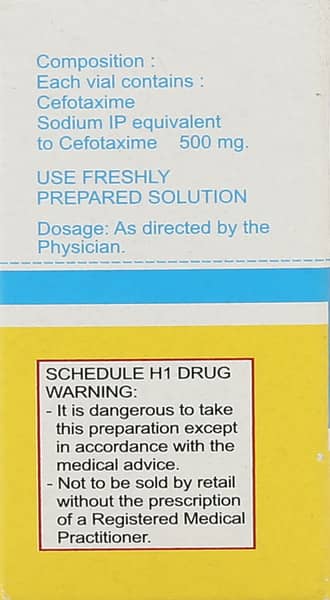 Composition :
Each vial contains :
Cefotaxime
Sodium IP equivalent
to Cefotaxime 500 mg.
USE FRESHLY
PREPARED SOLUTION
Dosage: As directed by the
Physician.
SCHEDULE H1 DRUG
WARNING:
- It is dangerous to take
this preparation except
in accordance with the
medical advice.
- Not to be sold by retail
without the prescription
of a Registered Medical
Practitioner.